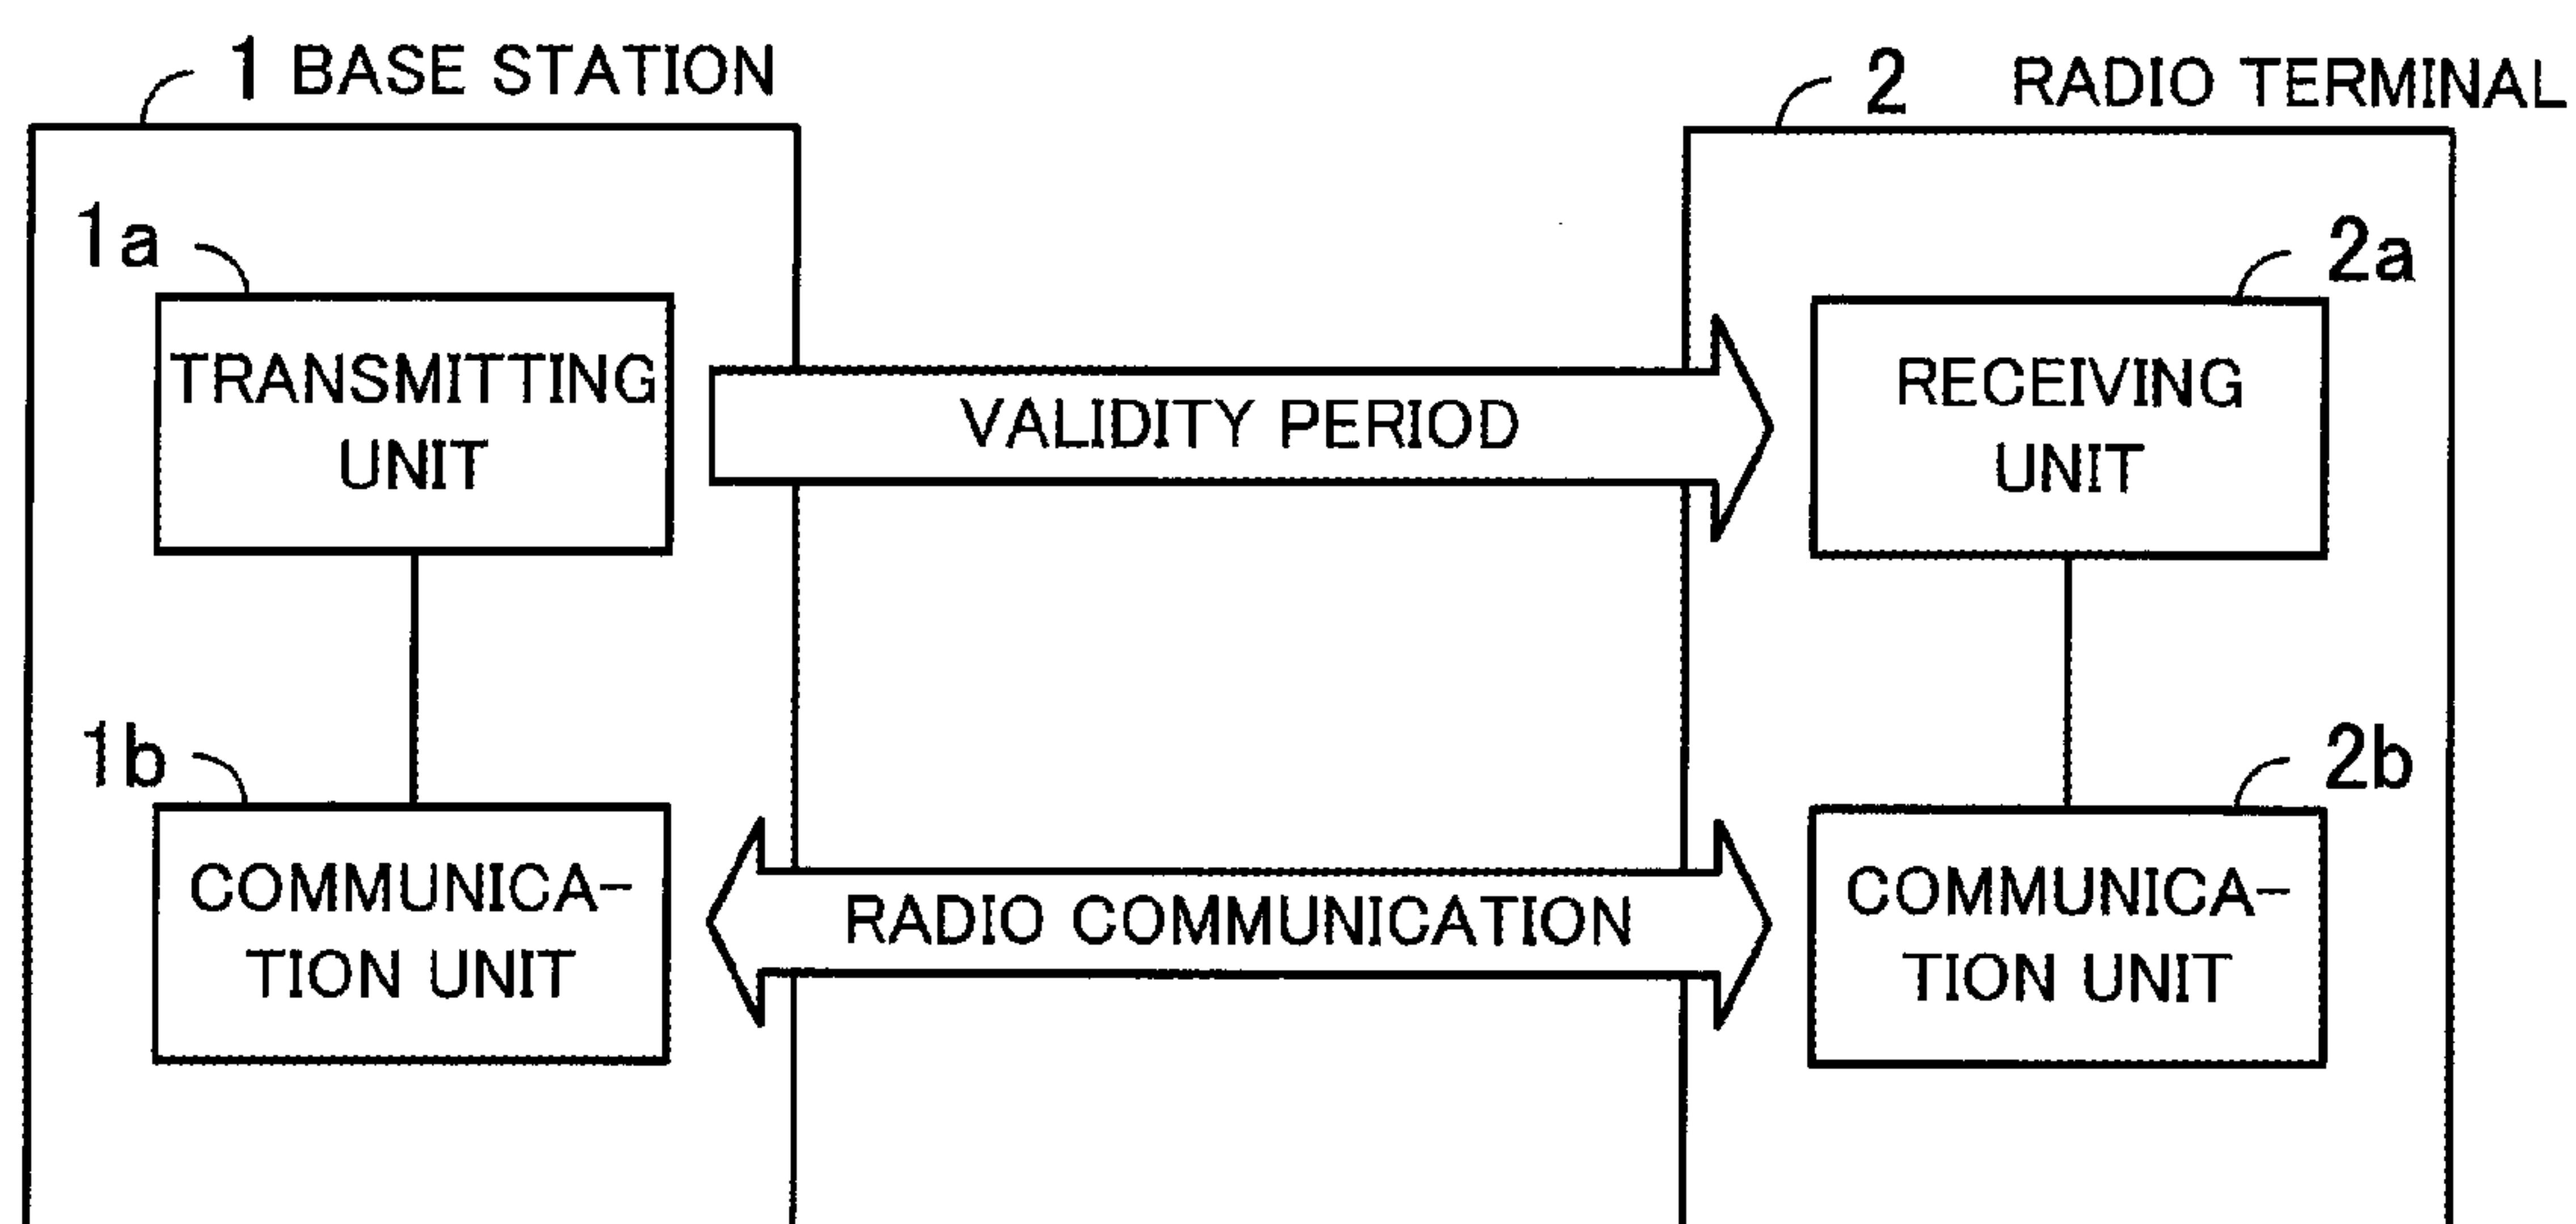 1 BASE STATION
2 RADIO TERMINAL
1a
2a
TRANSMITTING
UNIT
VALIDITY PERIOD
RECEIVING
UNIT
1b
2b
COMMUNICA-
TION UNIT
RADIO COMMUNICATION
COMMUNICA-
TION UNIT